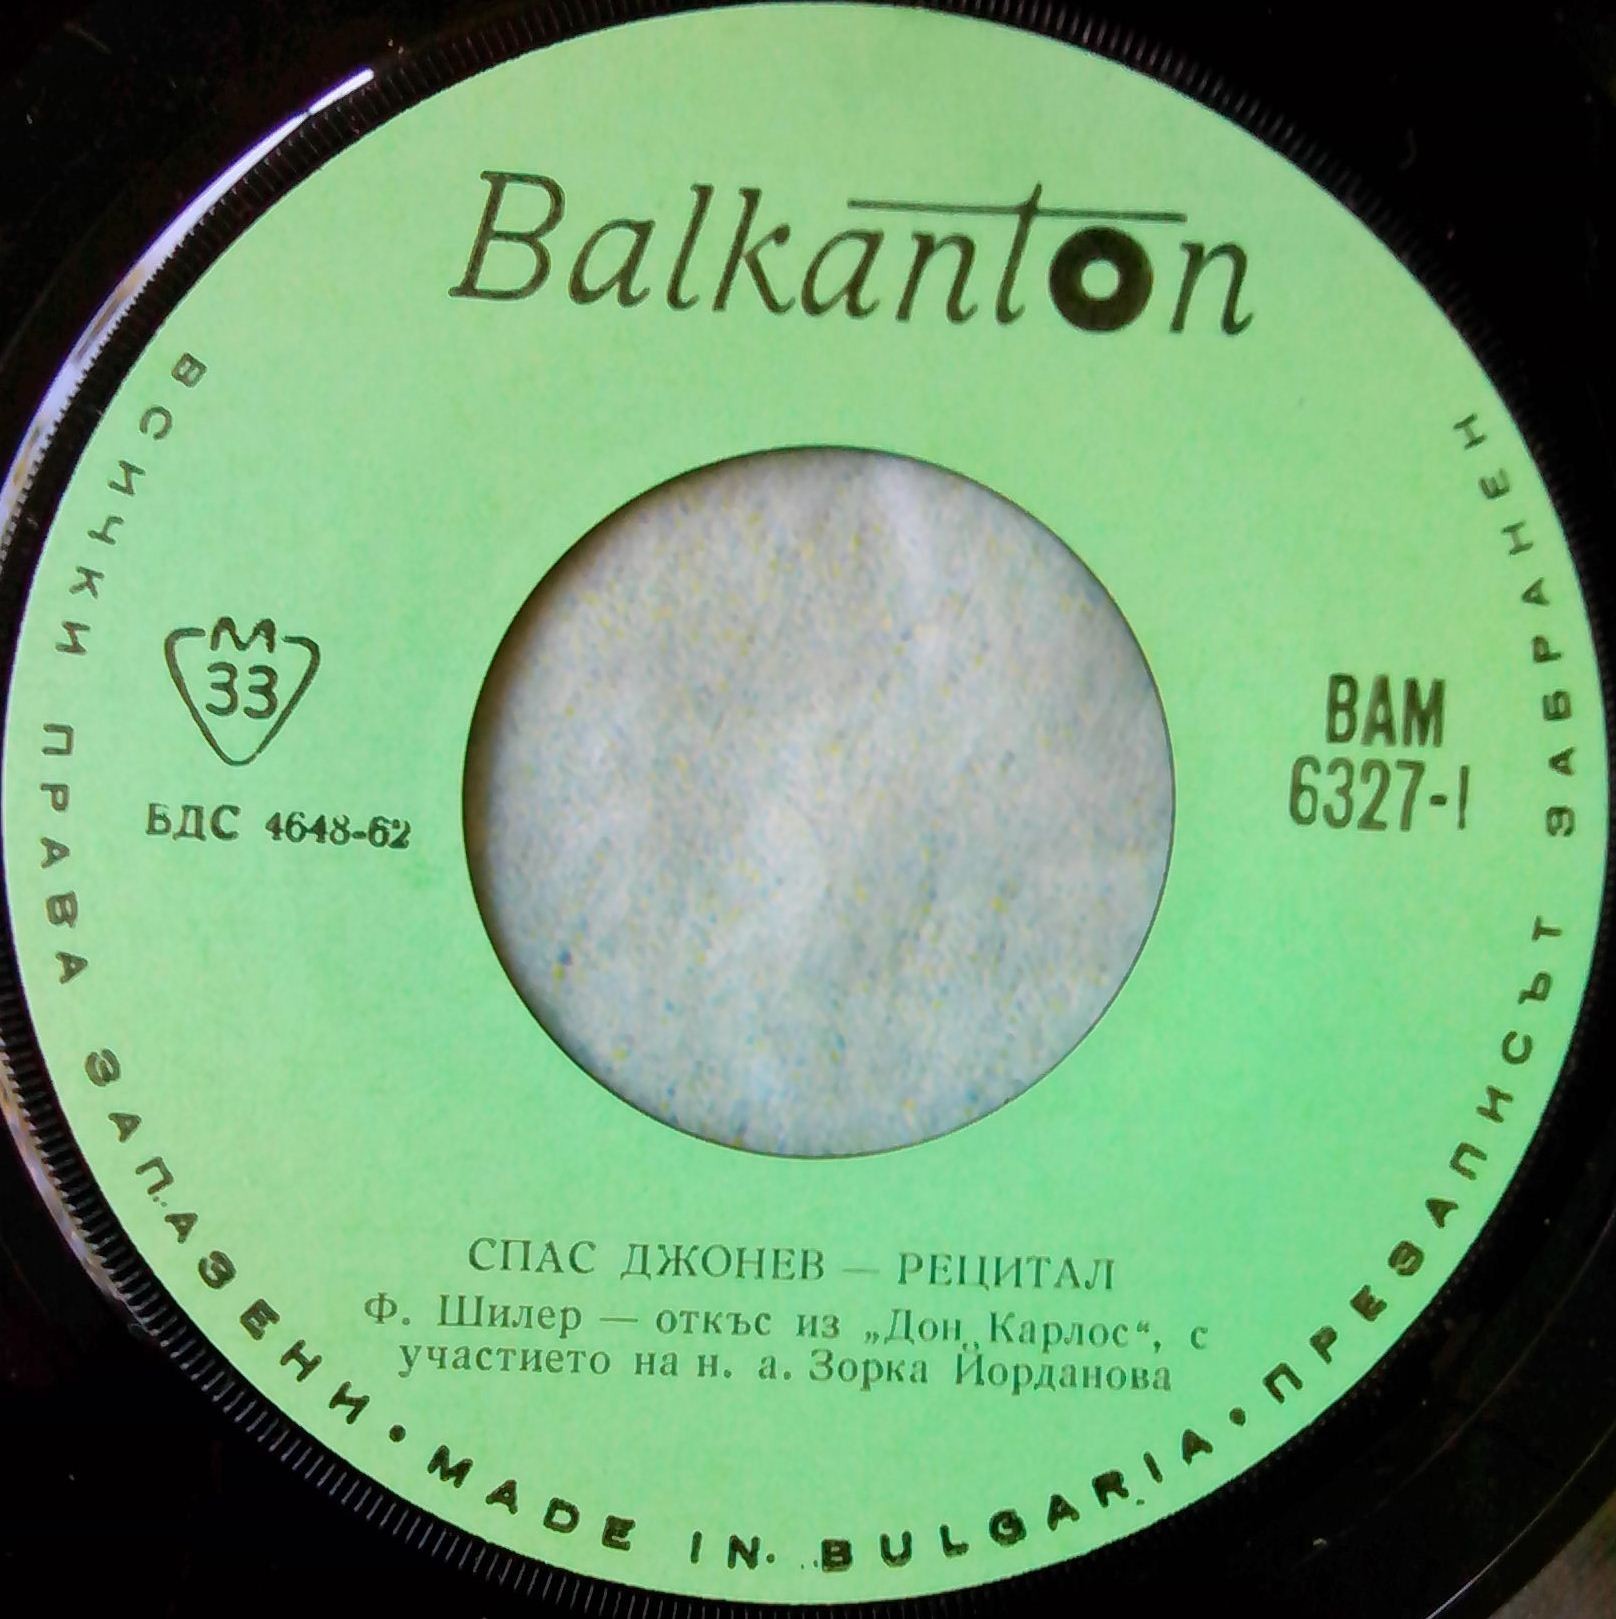 Balkanton
ВСИЧКИ ПРАВА ЗАПАЗЕНИ • MADE IN BULGARIA • ПРЕЗАПИСЪТ ЗАБРАНЕН
М
33
БДС 4648-62
ВАМ
6327-I
СПАС ДЖОНЕВ — РЕЦИТАЛ
Ф. Шилер — откъс из „Дон Карлос“, с
участието на н. а. Зорка Йорданова